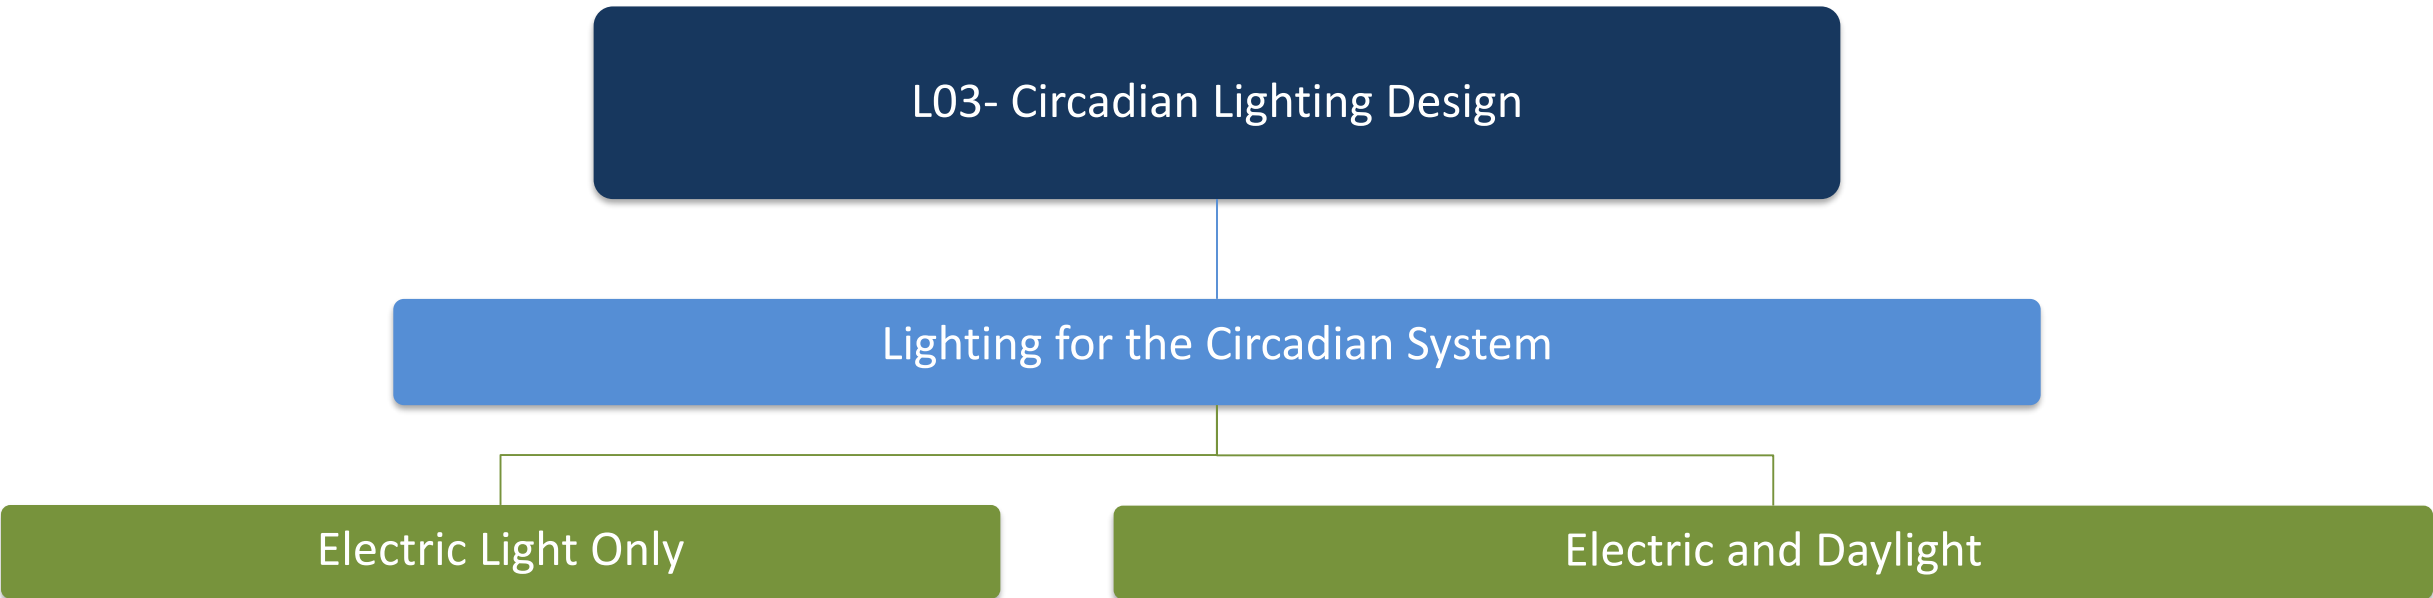 L03- Circadian Lighting Design
Lighting for the Circadian System
Electric Light Only
Electric and Daylight